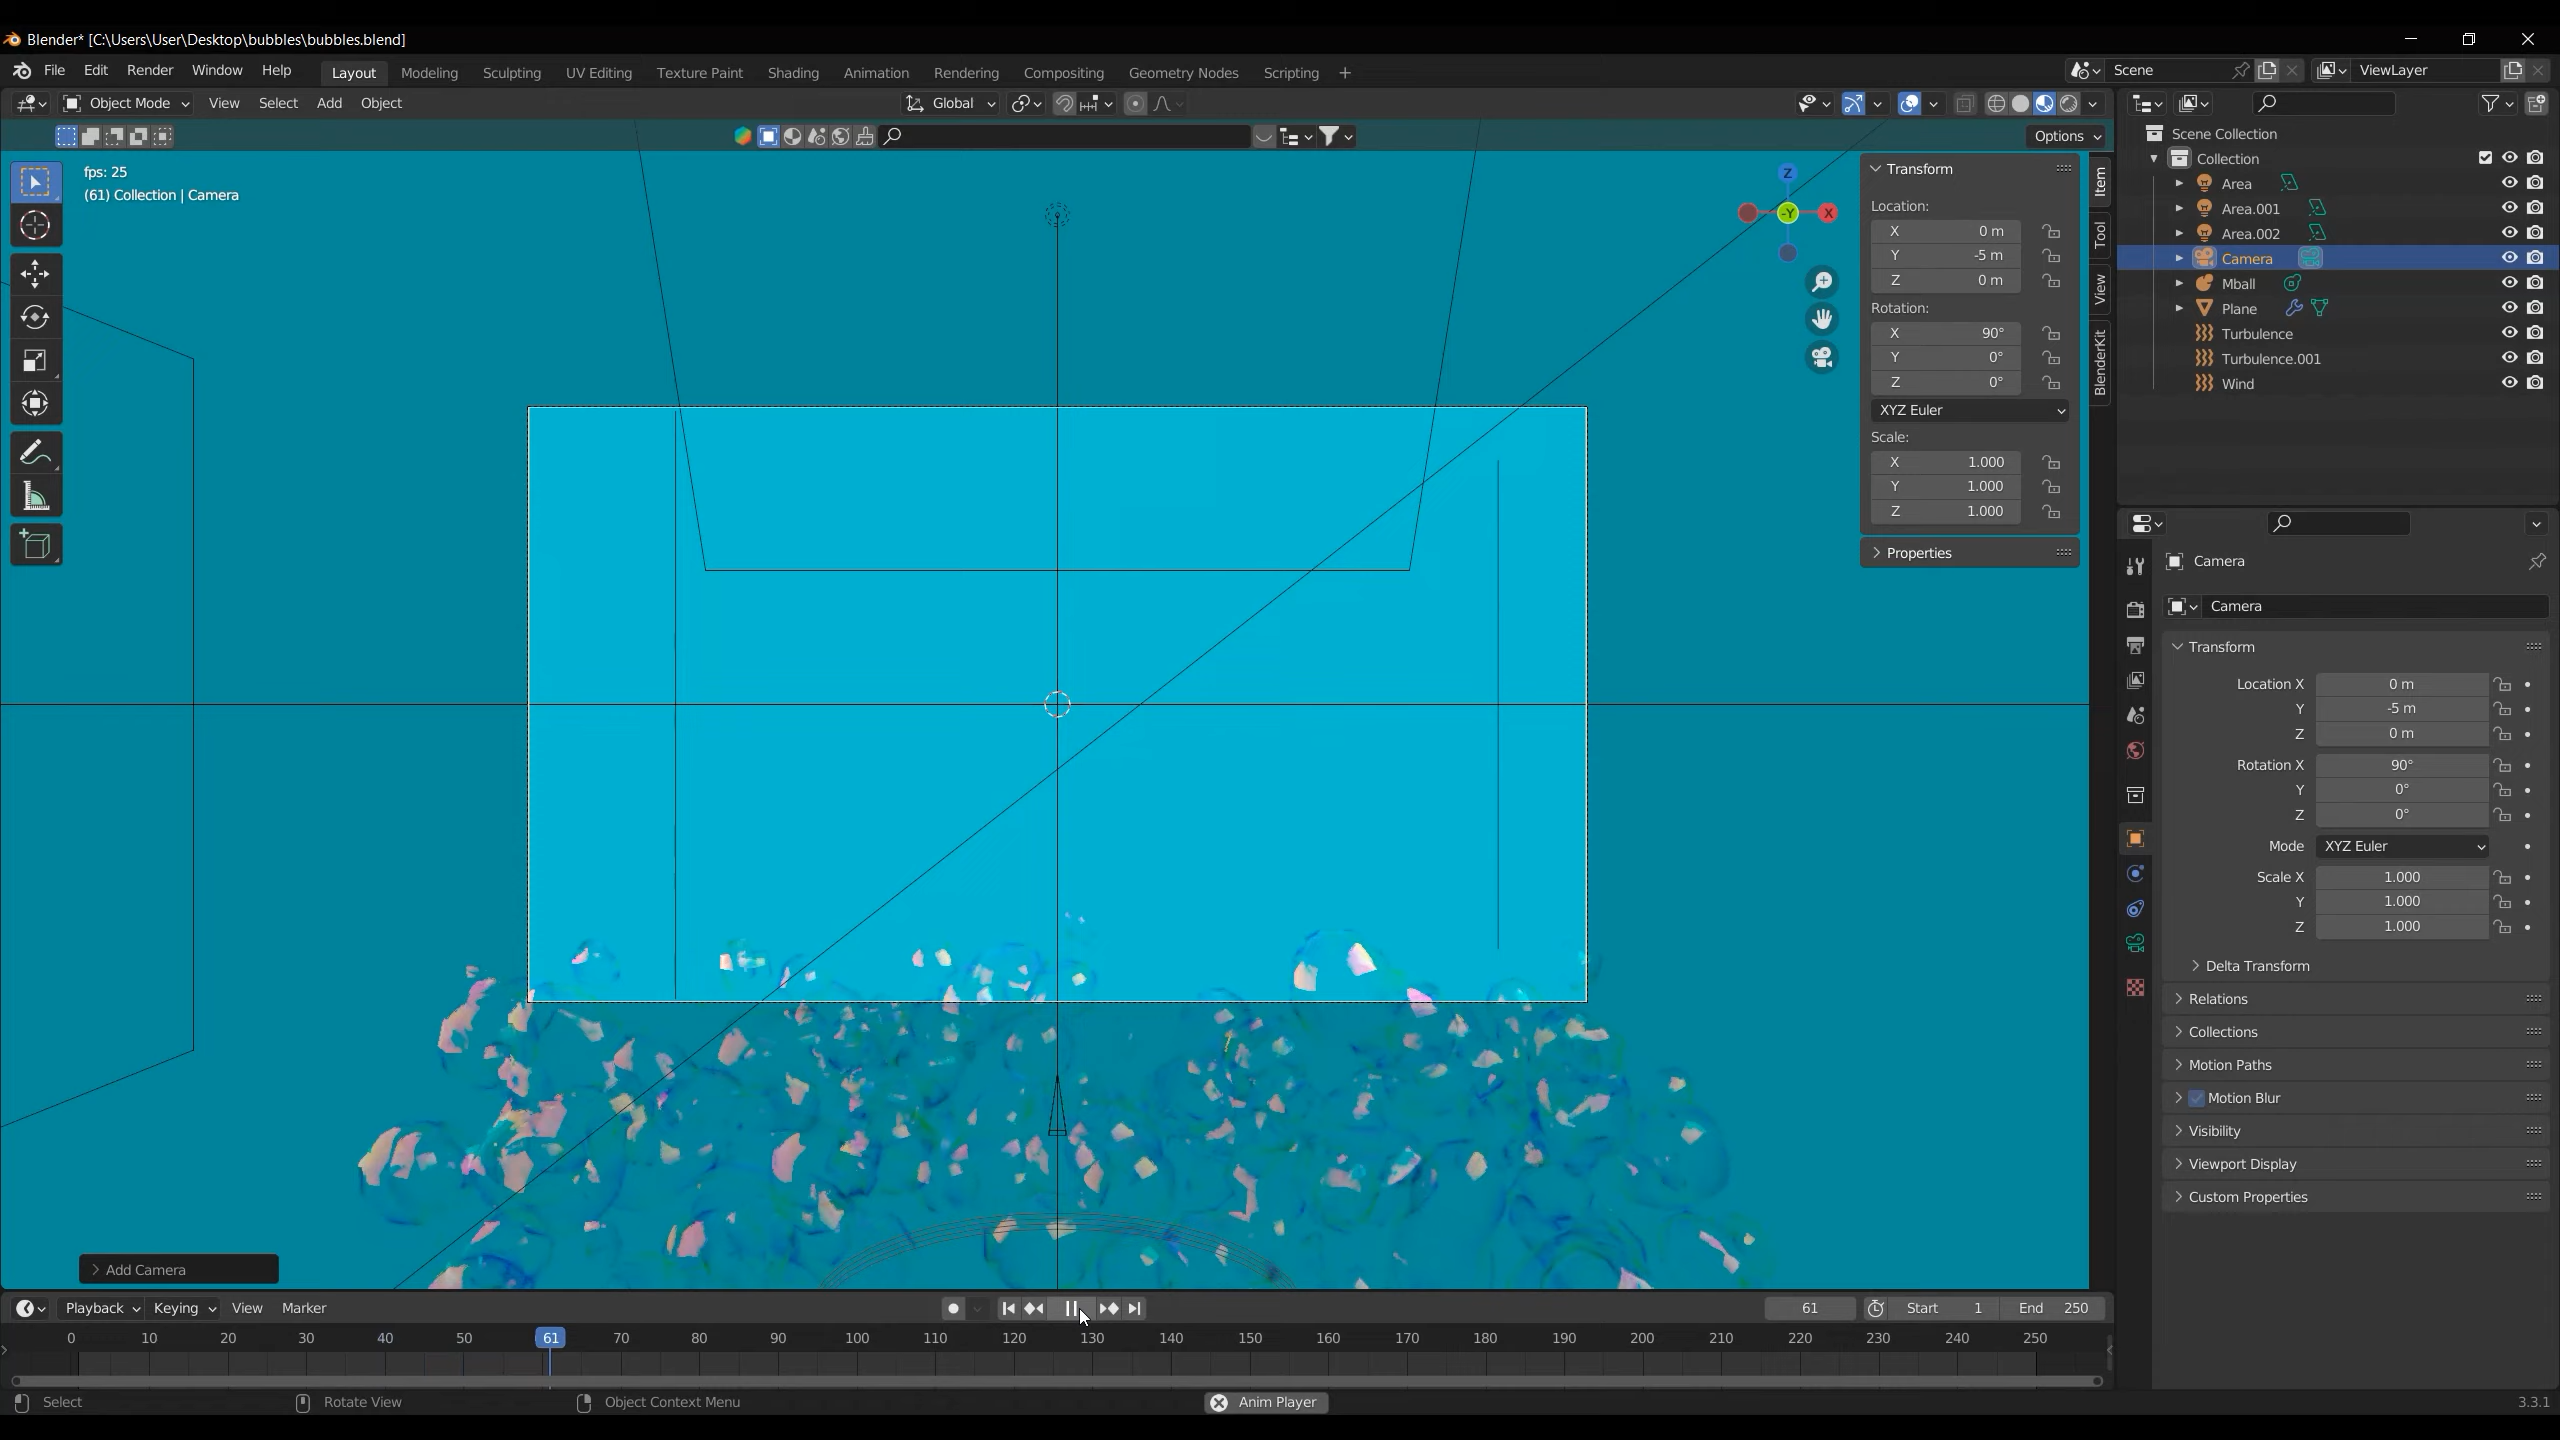 Blender* [C:\Users\User\Desktop\bubbles\bubbles.blend]
File Edit Render Window Help Layout Modeling Sculpting UV Editing Texture Paint Shading Animation Rendering Compositing Geometry Nodes Scripting + Scene ViewLayer
Object Mode View Select Add Object Global
Options
fps: 25
(61) Collection | Camera
Z
-Y
X
Transform
Location:
X 0 m
Y -5 m
Z 0 m
Rotation:
X 90°
Y 0°
Z 0°
XYZ Euler
Scale:
X 1.000
Y 1.000
Z 1.000
Properties
Item
Tool
View
BlenderKit
Scene Collection
Collection
Area
Area.001
Area.002
Camera
Mball
Plane
Turbulence
Turbulence.001
Wind
Camera
Camera
Transform
Location X 0 m
Y -5 m
Z 0 m
Rotation X 90°
Y 0°
Z 0°
Mode XYZ Euler
Scale X 1.000
Y 1.000
Z 1.000
Delta Transform
Relations
Collections
Motion Paths
Motion Blur
Visibility
Viewport Display
Custom Properties
Add Camera
Playback Keying View Marker 61 Start 1 End 250
0 10 20 30 40 50 61 70 80 90 100 110 120 130 140 150 160 170 180 190 200 210 220 230 240 250
Select Rotate View Object Context Menu Anim Player 3.3.1